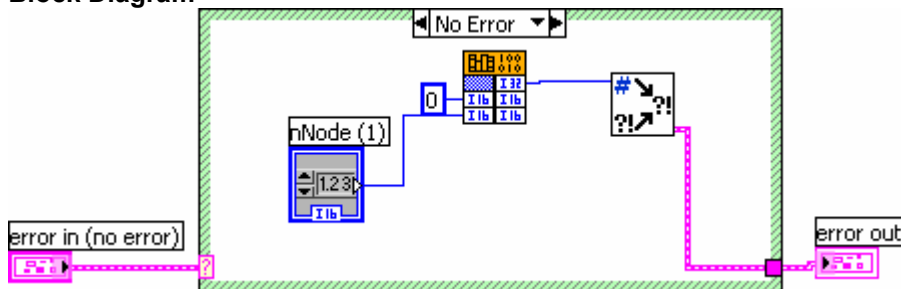 Block Diagram
No Error
0
I32
I16 I16
I16 I16
#
?!
?!
nNode (1)
1.23
I16
error in (no error)
?
error out